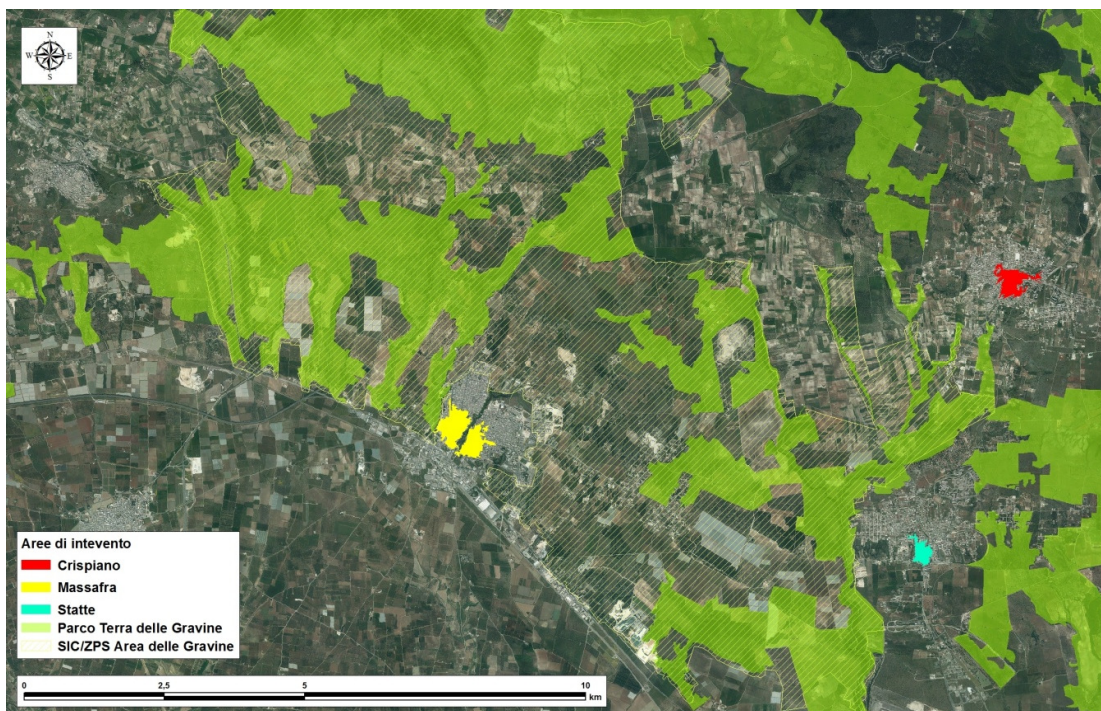 N
W E
S
Aree di intevento
Crispiano
Massafra
Statte
Parco Terra delle Gravine
SIC/ZPS Area delle Gravine
0 2,5 5 10
km